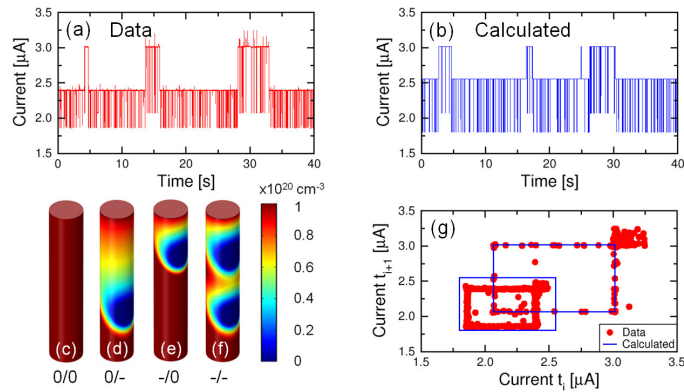 (a) Data
Current [μA]
3.5
3.0
2.5
2.0
1.5
0 10 20 30 40
Time [s]
(b) Calculated
Current [μA]
3.5
3.0
2.5
2.0
1.5
0 10 20 30 40
Time [s]
x10²⁰ cm⁻³
1
0.8
0.6
0.4
0.2
0
(c) (d) (e) (f)
0/0 0/- -/0 -/-
(g)
Current tᵢ₊₁ [μA]
3.5
3.0
2.5
2.0
1.5
1.5 2.0 2.5 3.0 3.5
Current tᵢ [μA]
Data
Calculated